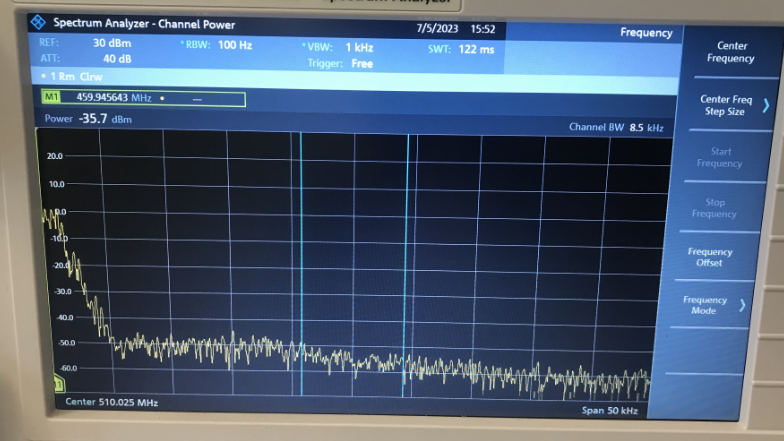 Spectrum Analyzer
Spectrum Analyzer - Channel Power
7/5/2023 15:52
Frequency
REF: 30 dBm
* RBW: 100 Hz
* VBW: 1 kHz
SWT: 122 ms
ATT: 40 dB
Trigger: Free
• 1 Rm Clrw
M1 459.945643 MHz • ---
Power -35.7 dBm
Channel BW 8.5 kHz
20.0
10.0
0.0
-10.0
-20.0
-30.0
-40.0
-50.0
-60.0
Center 510.025 MHz
Span 50 kHz
Center
Frequency
Center Freq
Step Size
Start
Frequency
Stop
Frequency
Frequency
Offset
Frequency
Mode